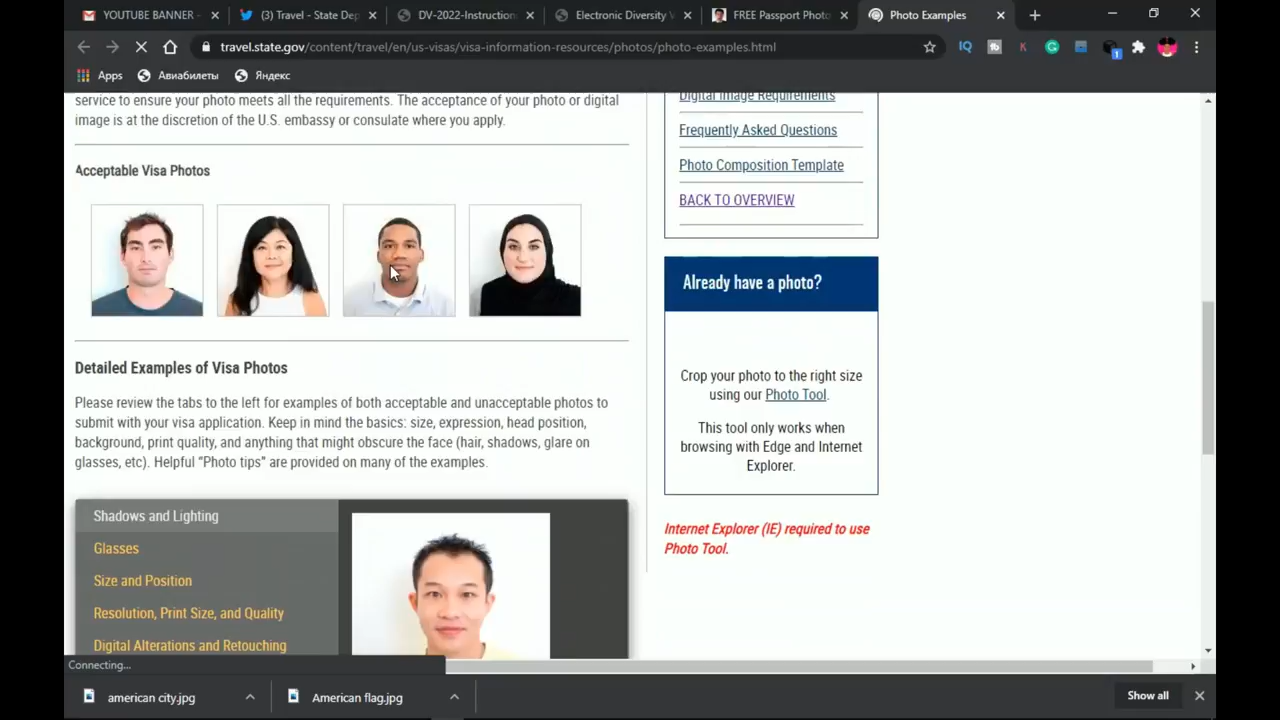 YOUTUBE BANNER -
(3) Travel - State Dep
DV-2022-Instruction
Electronic Diversity V
FREE Passport Photo
Photo Examples
travel.state.gov/content/travel/en/us-visas/visa-information-resources/photos/photo-examples.html
IQ
K
1
Apps
Авиабилеты
Яндекс
service to ensure your photo meets all the requirements. The acceptance of your photo or digital
image is at the discretion of the U.S. embassy or consulate where you apply.
Acceptable Visa Photos
Detailed Examples of Visa Photos
Please review the tabs to the left for examples of both acceptable and unacceptable photos to
submit with your visa application. Keep in mind the basics: size, expression, head position,
background, print quality, and anything that might obscure the face (hair, shadows, glare on
glasses, etc). Helpful “Photo tips” are provided on many of the examples.
Shadows and Lighting
Glasses
Size and Position
Resolution, Print Size, and Quality
Digital Alterations and Retouching
Digital Image Requirements
Frequently Asked Questions
Photo Composition Template
BACK TO OVERVIEW
Already have a photo?
Crop your photo to the right size
using our Photo Tool.
This tool only works when
browsing with Edge and Internet
Explorer.
Internet Explorer (IE) required to use
Photo Tool.
Connecting...
american city.jpg
American flag.jpg
Show all